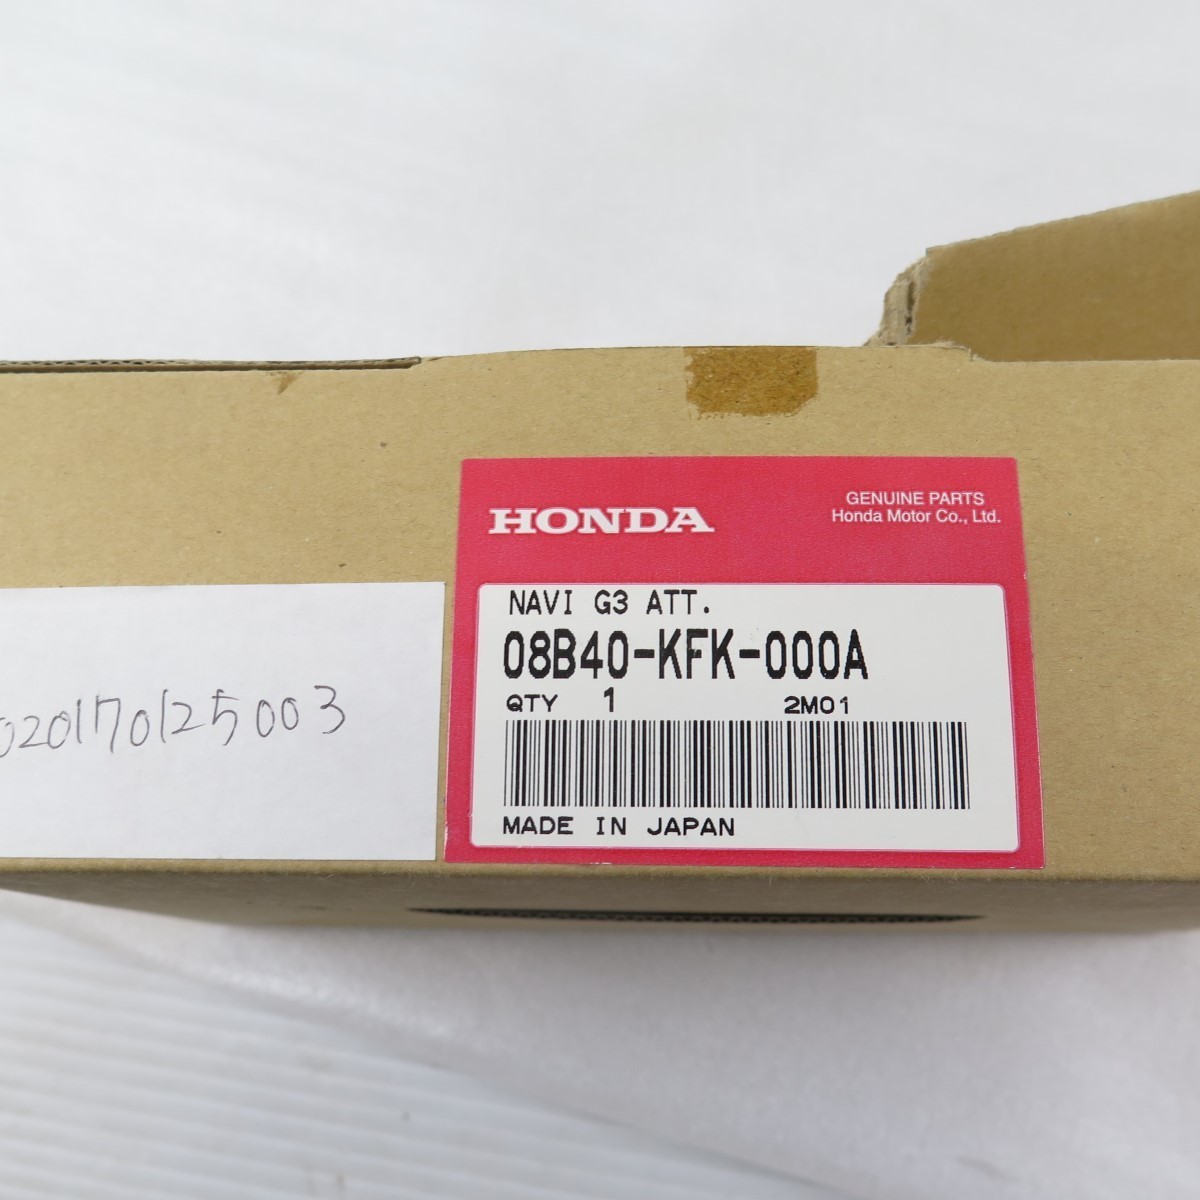 HONDA
GENUINE PARTS
Honda Motor Co., Ltd.
NAVI G3 ATT.
08B40-KFK-000A
QTY 1 2M01
MADE IN JAPAN
020170125003